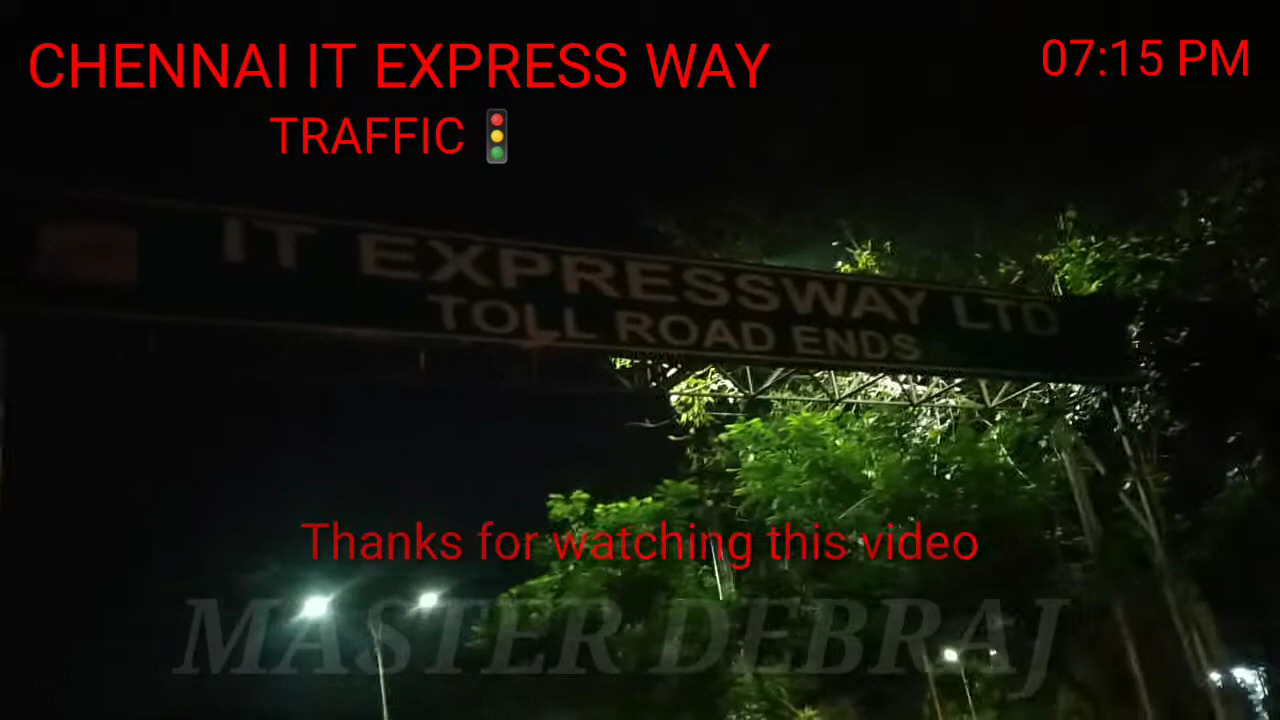 CHENNAI IT EXPRESS WAY
07:15 PM
TRAFFIC 🚦
IT EXPRESSWAY LTD
TOLL ROAD ENDS
Thanks for watching this video
MASTER DEBRAJ